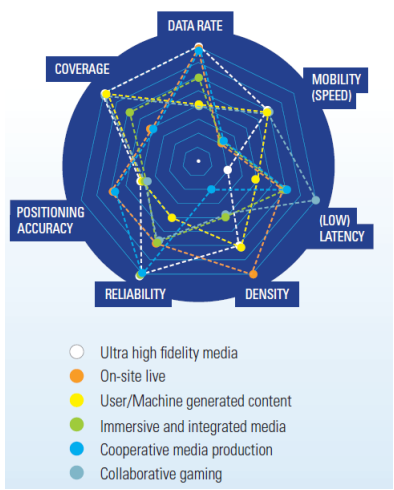 DATA RATE
COVERAGE
MOBILITY
(SPEED)
POSITIONING
ACCURACY
(LOW)
LATENCY
RELIABILITY
DENSITY
Ultra high fidelity media
On-site live
User/Machine generated content
Immersive and integrated media
Cooperative media production
Collaborative gaming